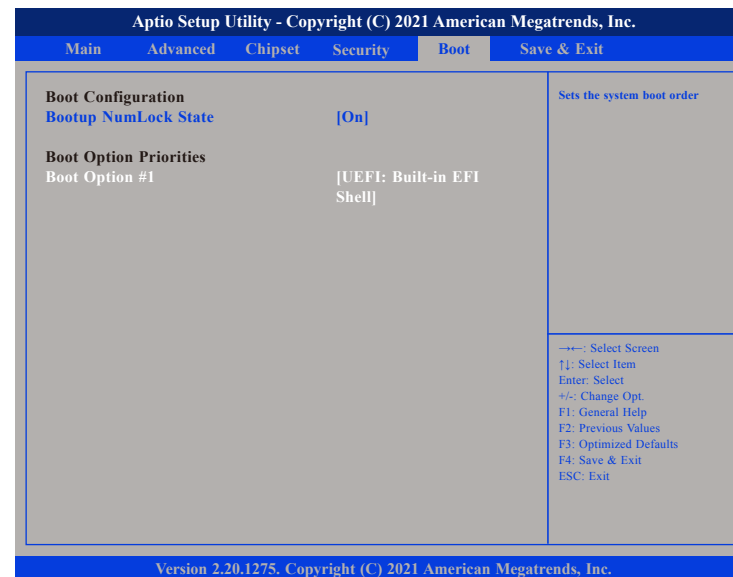 Aptio Setup Utility - Copyright (C) 2021 American Megatrends, Inc.
Main Advanced Chipset Security Boot Save & Exit
Boot Configuration
Bootup NumLock State [On]
Boot Option Priorities
Boot Option #1 [UEFI: Built-in EFI
Shell]
Sets the system boot order
→←: Select Screen
↑↓: Select Item
Enter: Select
+/-: Change Opt.
F1: General Help
F2: Previous Values
F3: Optimized Defaults
F4: Save & Exit
ESC: Exit
Version 2.20.1275. Copyright (C) 2021 American Megatrends, Inc.